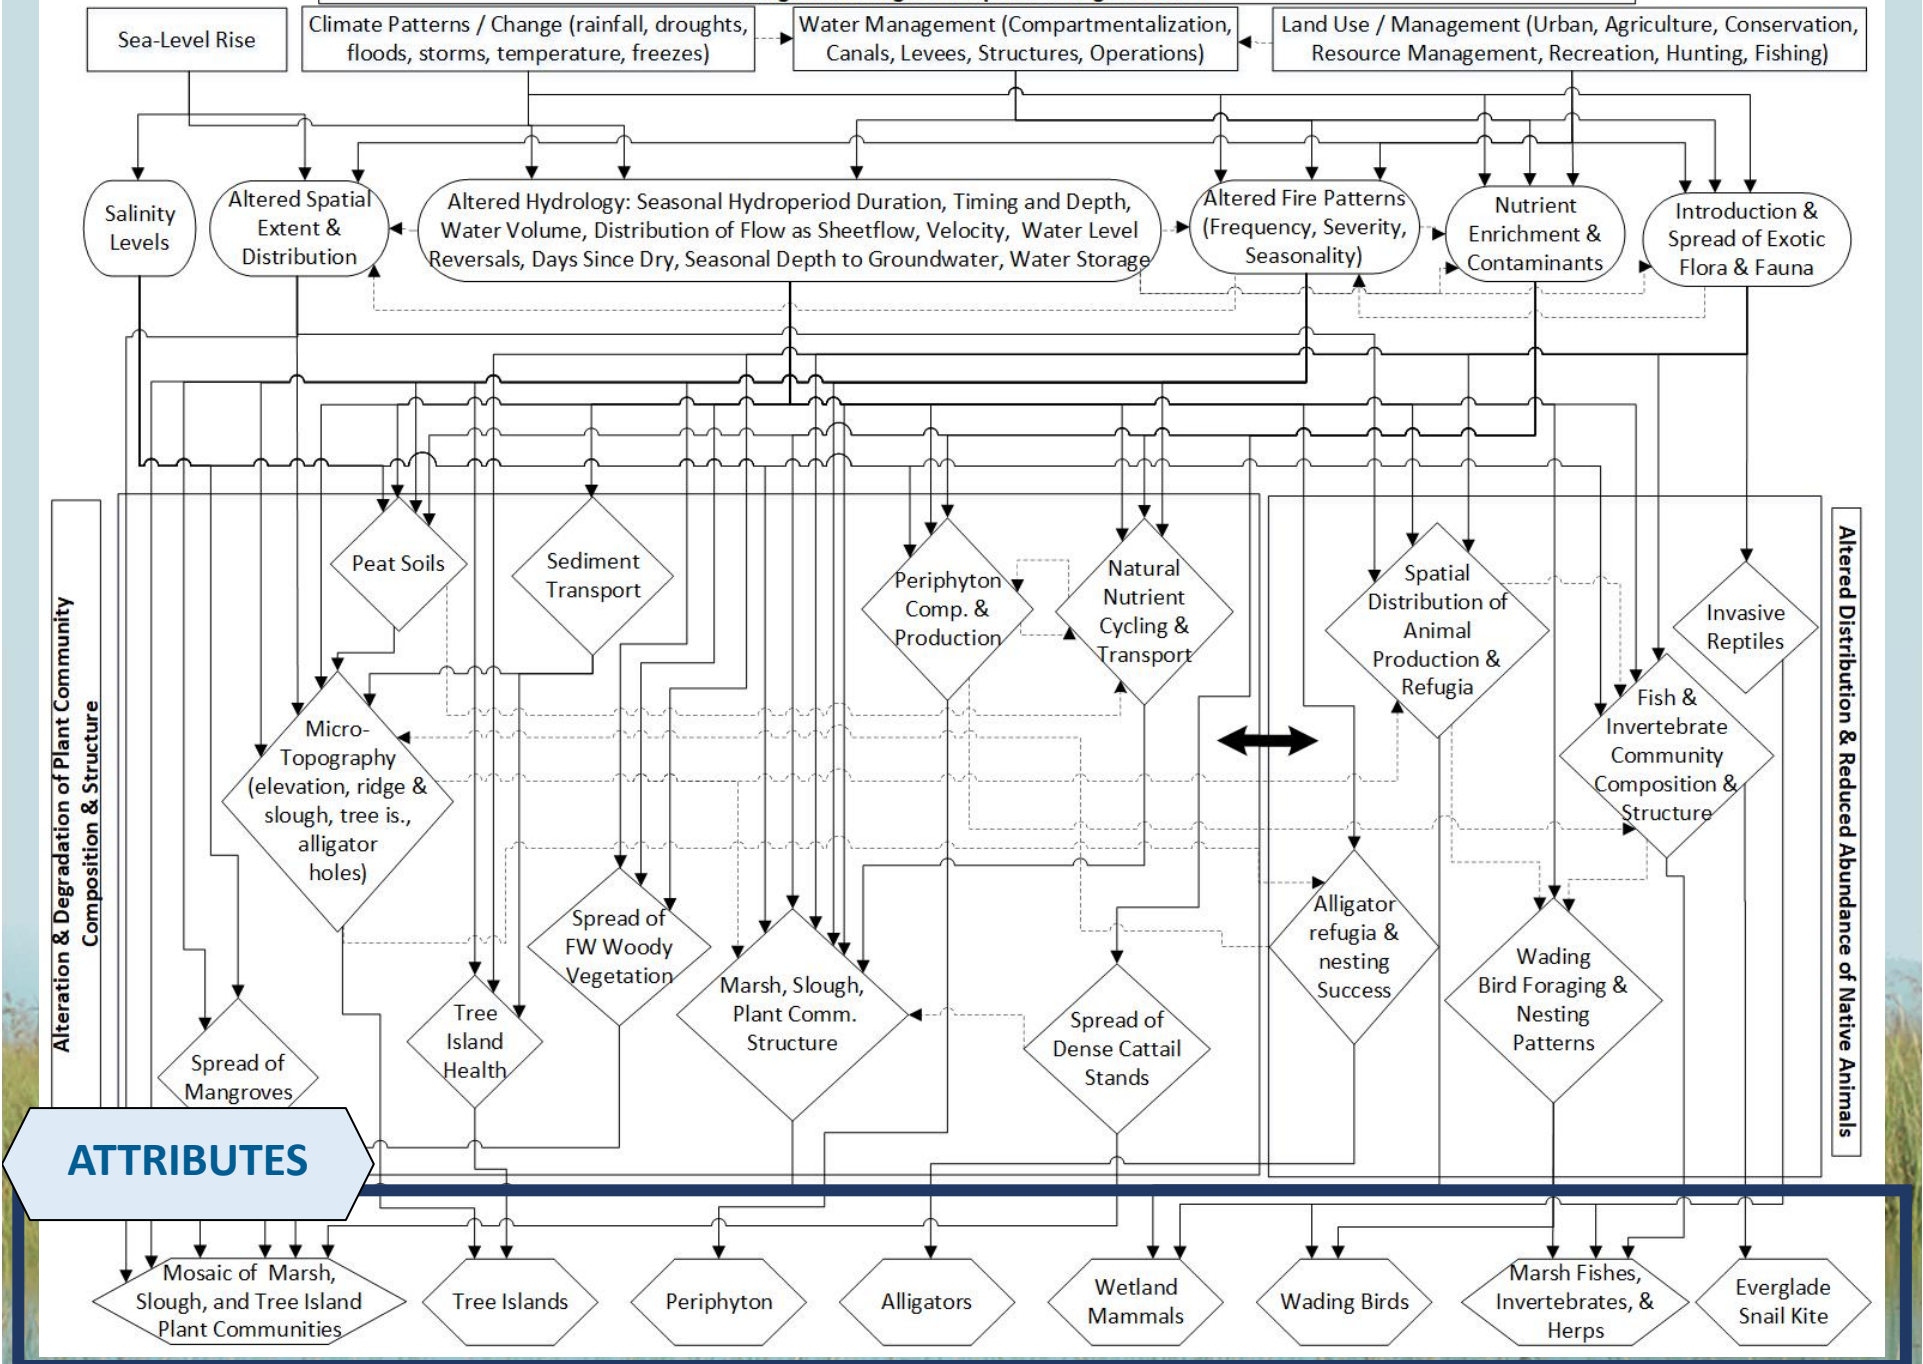 Sea-Level Rise
Climate Patterns / Change (rainfall, droughts,
floods, storms, temperature, freezes)
Water Management (Compartmentalization,
Canals, Levees, Structures, Operations)
Land Use / Management (Urban, Agriculture, Conservation,
Resource Management, Recreation, Hunting, Fishing)
Salinity
Levels
Altered Spatial
Extent &
Distribution
Altered Hydrology: Seasonal Hydroperiod Duration, Timing and Depth,
Water Volume, Distribution of Flow as Sheetflow, Velocity, Water Level
Reversals, Days Since Dry, Seasonal Depth to Groundwater, Water Storage
Altered Fire Patterns
(Frequency, Severity,
Seasonality)
Nutrient
Enrichment &
Contaminants
Introduction &
Spread of Exotic
Flora & Fauna
Alteration & Degradation of Plant Community
Composition & Structure
Peat Soils
Sediment
Transport
Periphyton
Comp. &
Production
Natural
Nutrient
Cycling &
Transport
Spatial
Distribution of
Animal
Production &
Refugia
Invasive
Reptiles
Altered Distribution & Reduced Abundance of Native Animals
Micro-
Topography
(elevation, ridge &
slough, tree is.,
alligator
holes)
Fish &
Invertebrate
Community
Composition &
Structure
Spread of
FW Woody
Vegetation
Alligator
refugia &
nesting
Success
Wading
Bird Foraging &
Nesting
Patterns
Marsh, Slough,
Plant Comm.
Structure
Tree
Island
Health
Spread of
Dense Cattail
Stands
Spread of
Mangroves
ATTRIBUTES
Mosaic of Marsh,
Slough, and Tree Island
Plant Communities
Tree Islands
Periphyton
Alligators
Wetland
Mammals
Wading Birds
Marsh Fishes,
Invertebrates, &
Herps
Everglade
Snail Kite